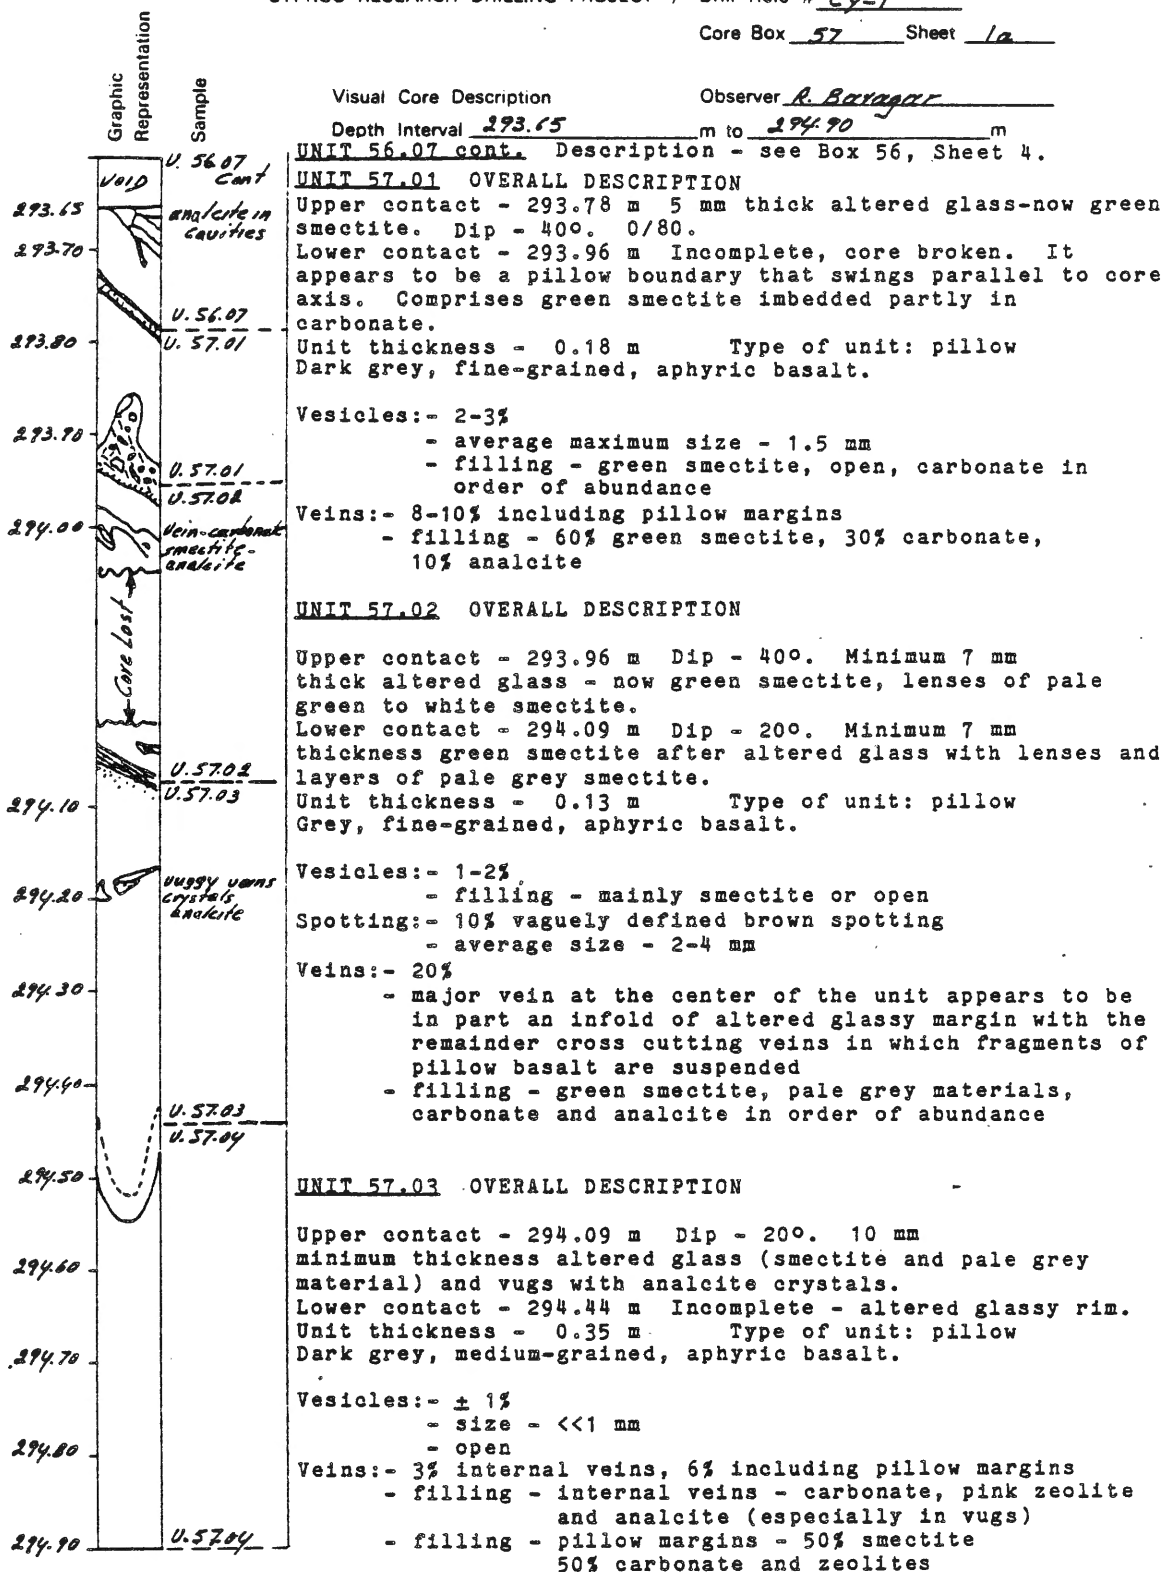 Core Box 57 Sheet 1a
Graphic Representation
Sample
Visual Core Description Observer R. Baragar
Depth Interval 293.65 m to 294.90 m
UNIT 56.07 cont. Description - see Box 56, Sheet 4.
UNIT 57.01 OVERALL DESCRIPTION
Upper contact - 293.78 m 5 mm thick altered glass-now green
smectite. Dip - 40o. 0/80.
Lower contact - 293.96 m Incomplete, core broken. It
appears to be a pillow boundary that swings parallel to core
axis. Comprises green smectite imbedded partly in
carbonate.
Unit thickness - 0.18 m Type of unit: pillow
Dark grey, fine-grained, aphyric basalt.
Vesicles:- 2-3%
- average maximum size - 1.5 mm
- filling - green smectite, open, carbonate in
order of abundance
Veins:- 8-10% including pillow margins
- filling - 60% green smectite, 30% carbonate,
10% analcite
UNIT 57.02 OVERALL DESCRIPTION
Upper contact - 293.96 m Dip - 40o. Minimum 7 mm
thick altered glass - now green smectite, lenses of pale
green to white smectite.
Lower contact - 294.09 m Dip - 20o. Minimum 7 mm
thickness green smectite after altered glass with lenses and
layers of pale grey smectite.
Unit thickness - 0.13 m Type of unit: pillow
Grey, fine-grained, aphyric basalt.
Vesicles:- 1-2%
- filling - mainly smectite or open
Spotting:- 10% vaguely defined brown spotting
- average size - 2-4 mm
Veins:- 20%
- major vein at the center of the unit appears to be
in part an infold of altered glassy margin with the
remainder cross cutting veins in which fragments of
pillow basalt are suspended
- filling - green smectite, pale grey materials,
carbonate and analcite in order of abundance
UNIT 57.03 OVERALL DESCRIPTION
Upper contact - 294.09 m Dip - 20o. 10 mm
minimum thickness altered glass (smectite and pale grey
material) and vugs with analcite crystals.
Lower contact - 294.44 m Incomplete - altered glassy rim.
Unit thickness - 0.35 m Type of unit: pillow
Dark grey, medium-grained, aphyric basalt.
Vesicles:- ± 1%
- size - <<1 mm
- open
Veins:- 3% internal veins, 6% including pillow margins
- filling - internal veins - carbonate, pink zeolite
and analcite (especially in vugs)
- filling - pillow margins - 50% smectite
50% carbonate and zeolites
U. 56.07
Cont
VOID
293.65
analcite in
cavities
293.70
U. 56.07
U. 57.01
293.80
293.90
U. 57.01
U. 57.02
294.00
Vein-carbonate
smectite-
analcite
Core Lost
U. 57.02
U. 57.03
294.10
vuggy veins
crystals
analcite
294.20
294.30
294.40
U. 57.03
U. 57.04
294.50
294.60
294.70
294.80
294.90
U. 57.04